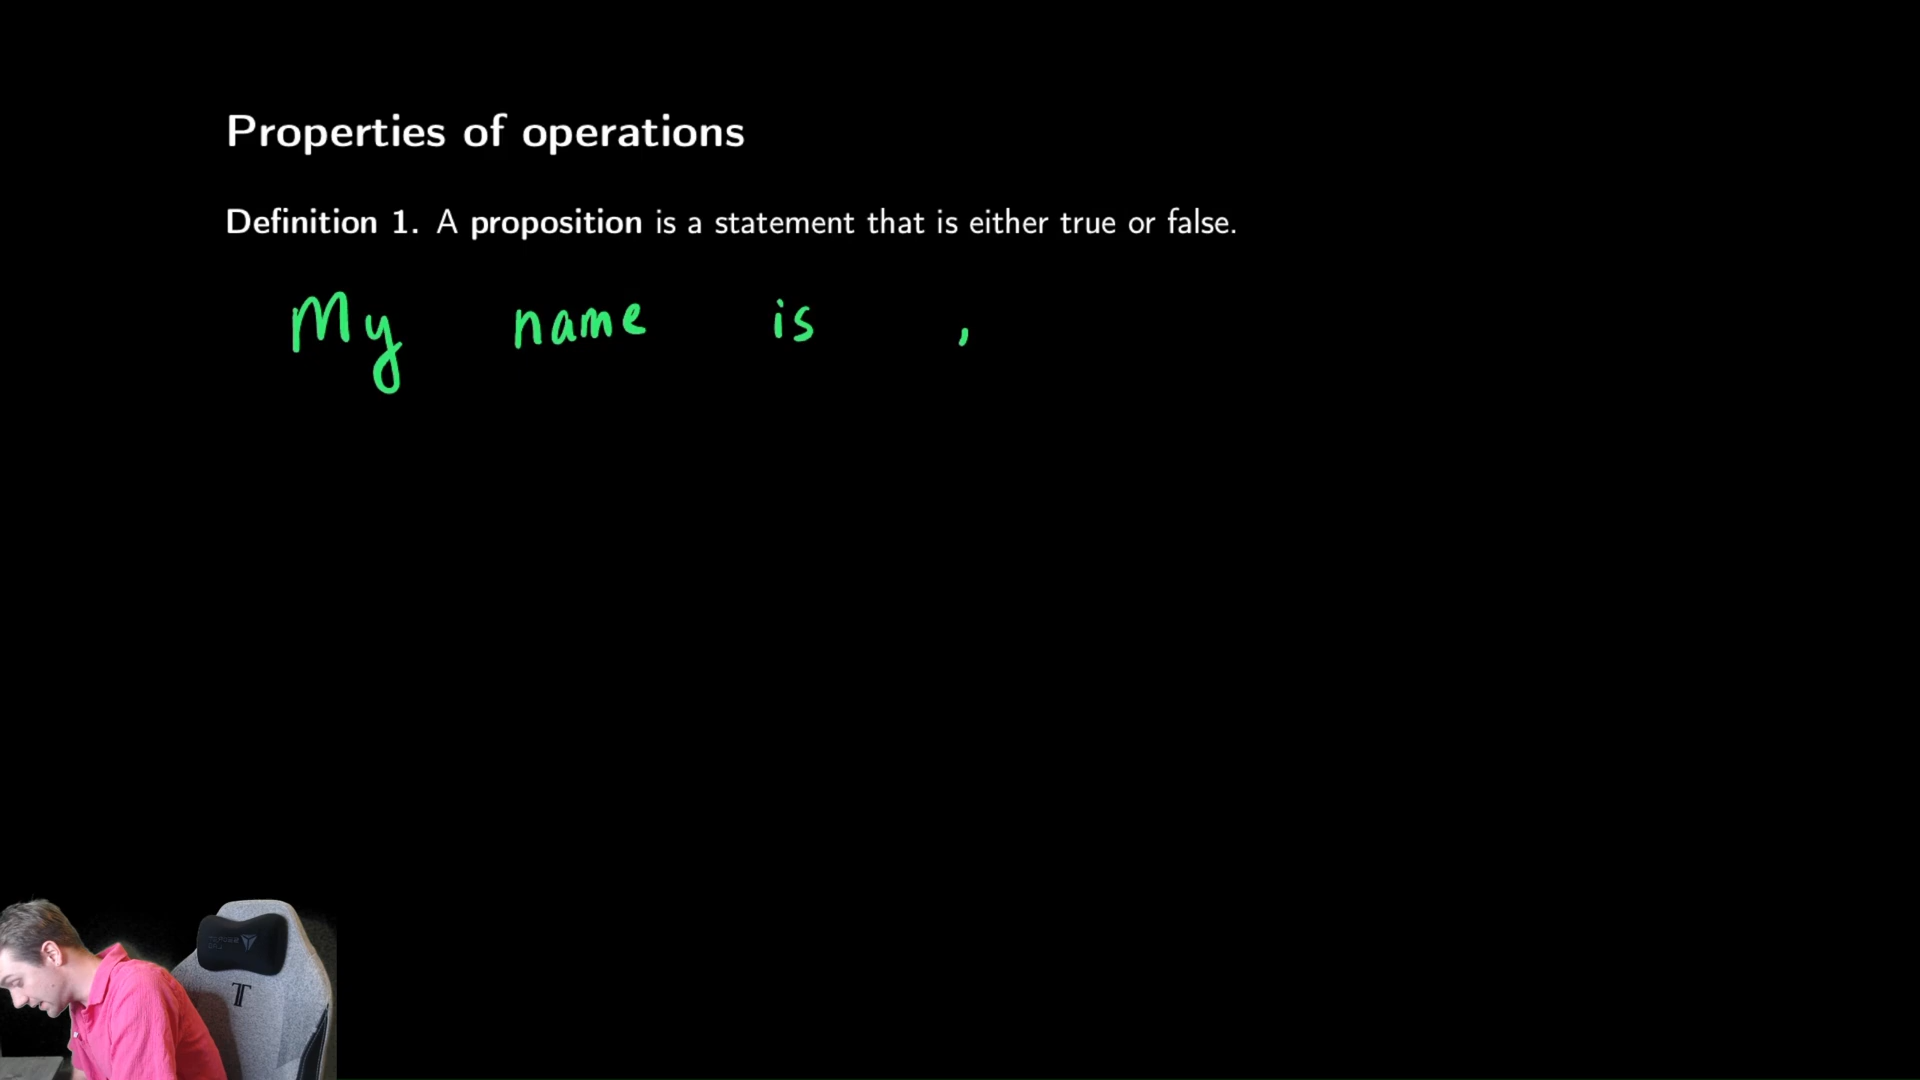 Properties of operations
Definition 1. A proposition is a statement that is either true or false.
My name is ,
T